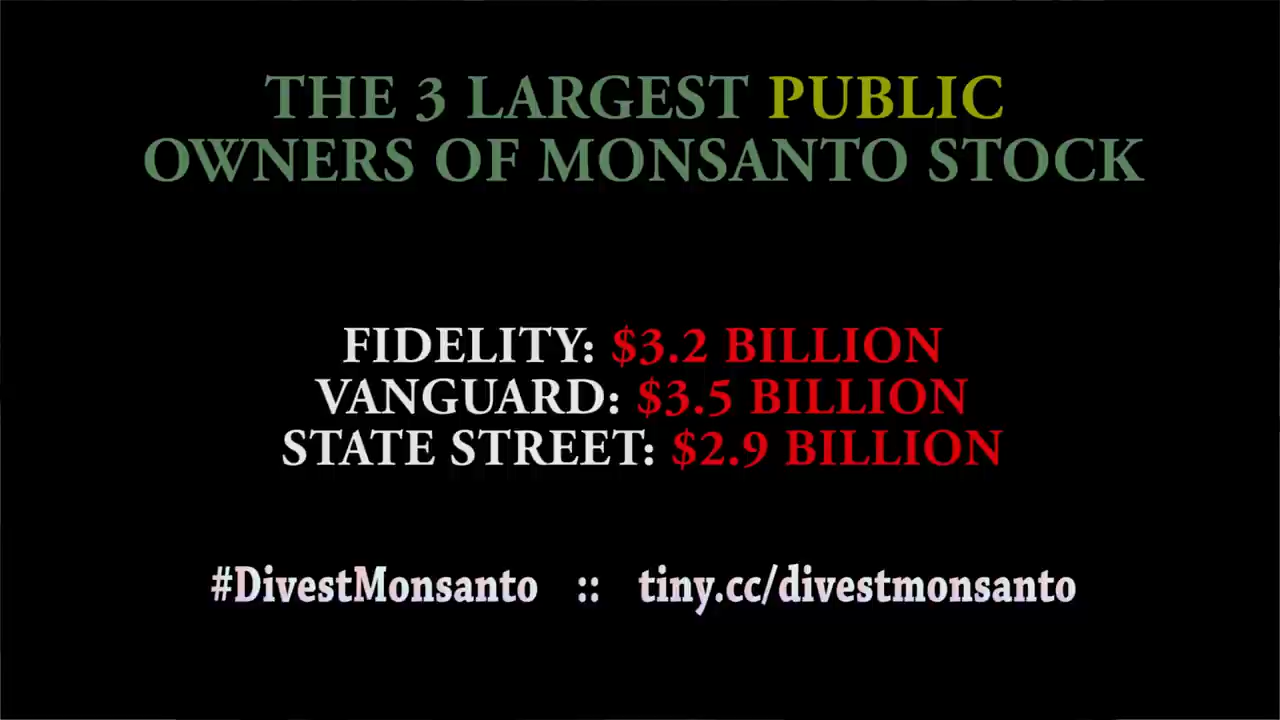 THE 3 LARGEST PUBLIC
OWNERS OF MONSANTO STOCK
FIDELITY: $3.2 BILLION
VANGUARD: $3.5 BILLION
STATE STREET: $2.9 BILLION
#DivestMonsanto :: tiny.cc/divestmonsanto